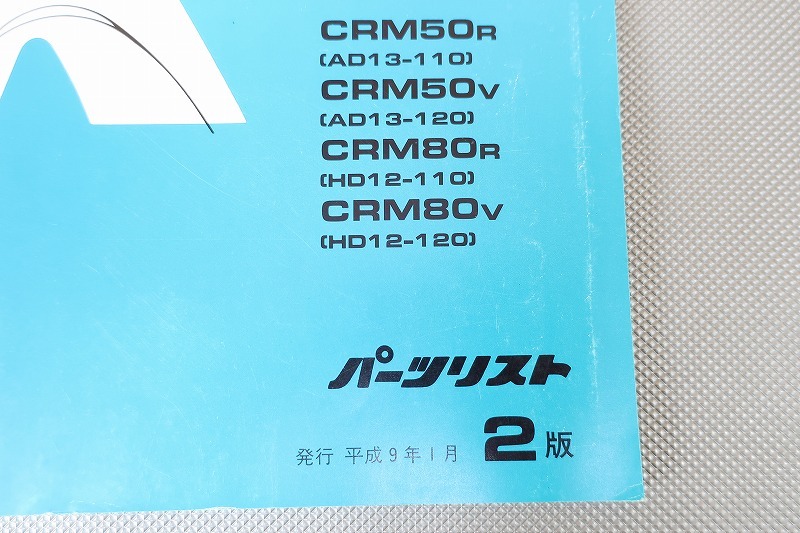 CRM50R
(AD13-110)
CRM50V
(AD13-120)
CRM80R
(HD12-110)
CRM80V
(HD12-120)
パーツリスト
発行 平成9年1月 2版